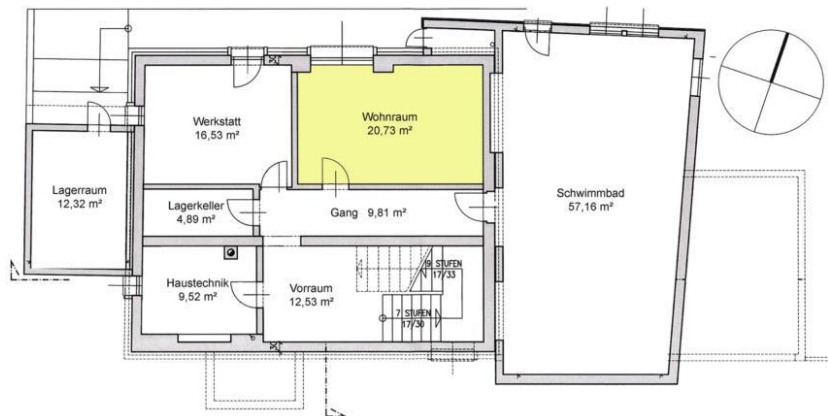 Werkstatt
16,53 m²
Wohnraum
20,73 m²
Lagerraum
12,32 m²
Lagerkeller
4,89 m²
Gang 9,81 m²
Schwimmbad
57,16 m²
Haustechnik
9,52 m²
Vorraum
12,53 m²
9 STUFEN
17/33
7 STUFEN
17/30